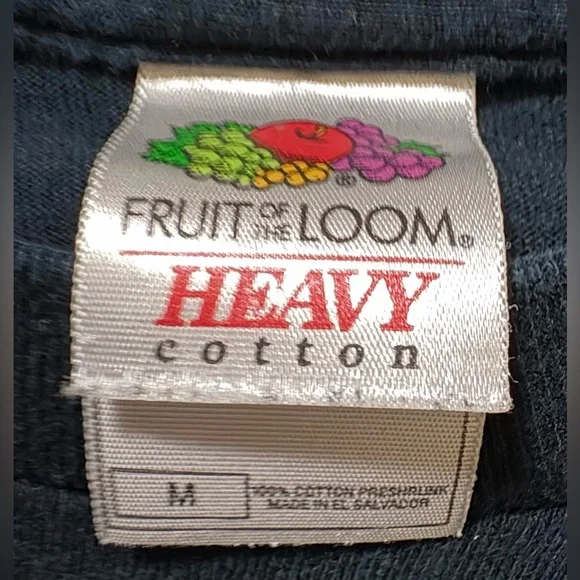 ®
FRUIT OF THE LOOM®
HEAVY
cotton
M
100% COTTON PRESHRUNK
MADE IN EL SALVADOR